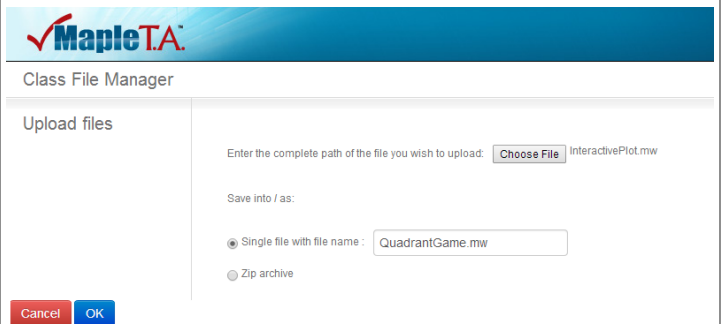 MapleT.A.™
Class File Manager
Upload files
Enter the complete path of the file you wish to upload: Choose File InteractivePlot.mw
Save into / as:
Single file with file name : QuadrantGame.mw
Zip archive
Cancel OK